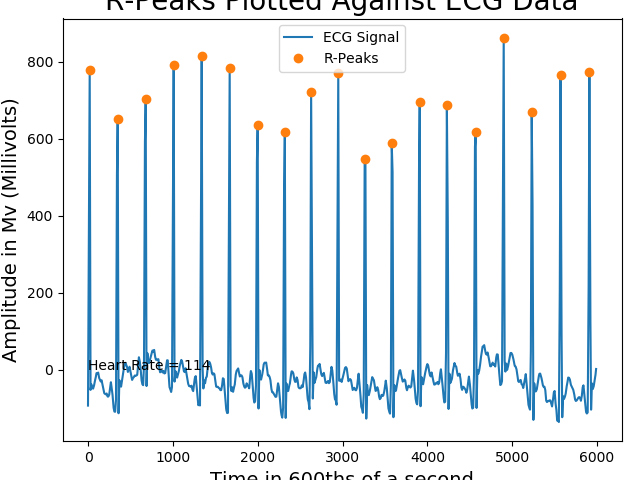 R-Peaks Plotted Against ECG Data
ECG Signal
R-Peaks
Amplitude in Mv (Millivolts)
800
600
400
200
0
Heart Rate = 114
0 1000 2000 3000 4000 5000 6000
Time in 600ths of a second